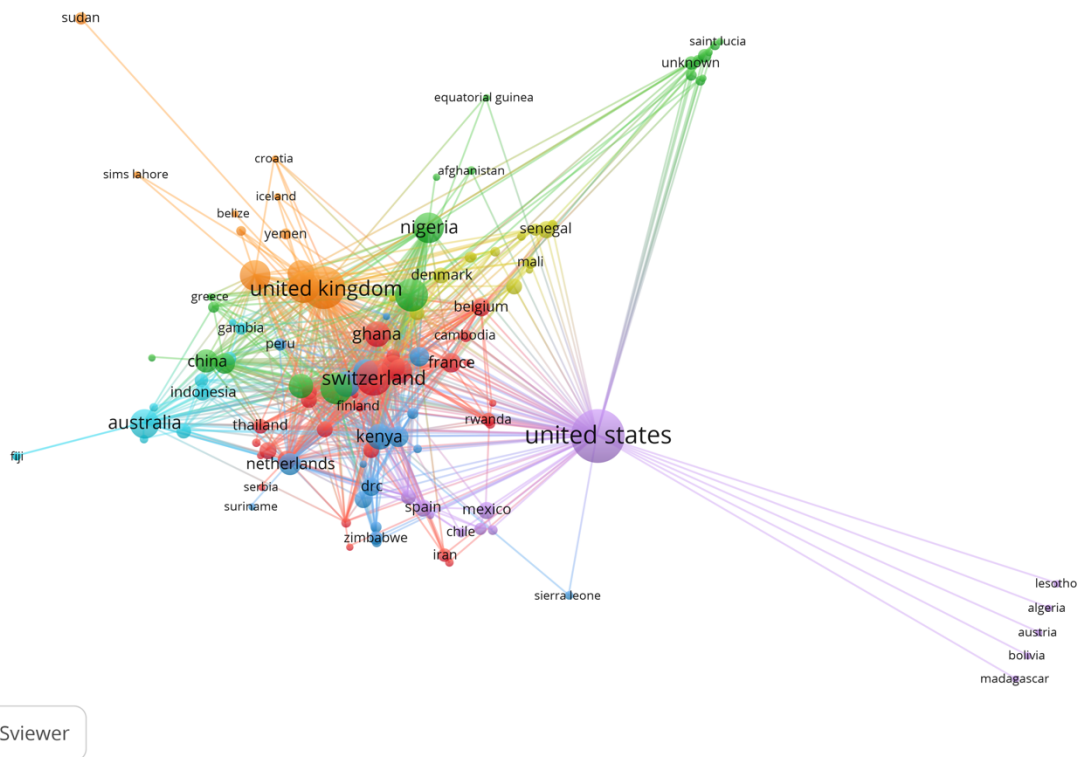 sudan
saint lucia
unknown
equatorial guinea
croatia
afghanistan
sims lahore
iceland
belize
nigeria
senegal
yemen
mali
denmark
united kingdom
greece
belgium
gambia
ghana
cambodia
peru
china
france
switzerland
indonesia
finland
rwanda
australia
thailand
united states
kenya
fiji
netherlands
serbia
drc
suriname
spain
mexico
chile
zimbabwe
iran
lesotho
sierra leone
algeria
austria
bolivia
madagascar
Sviewer